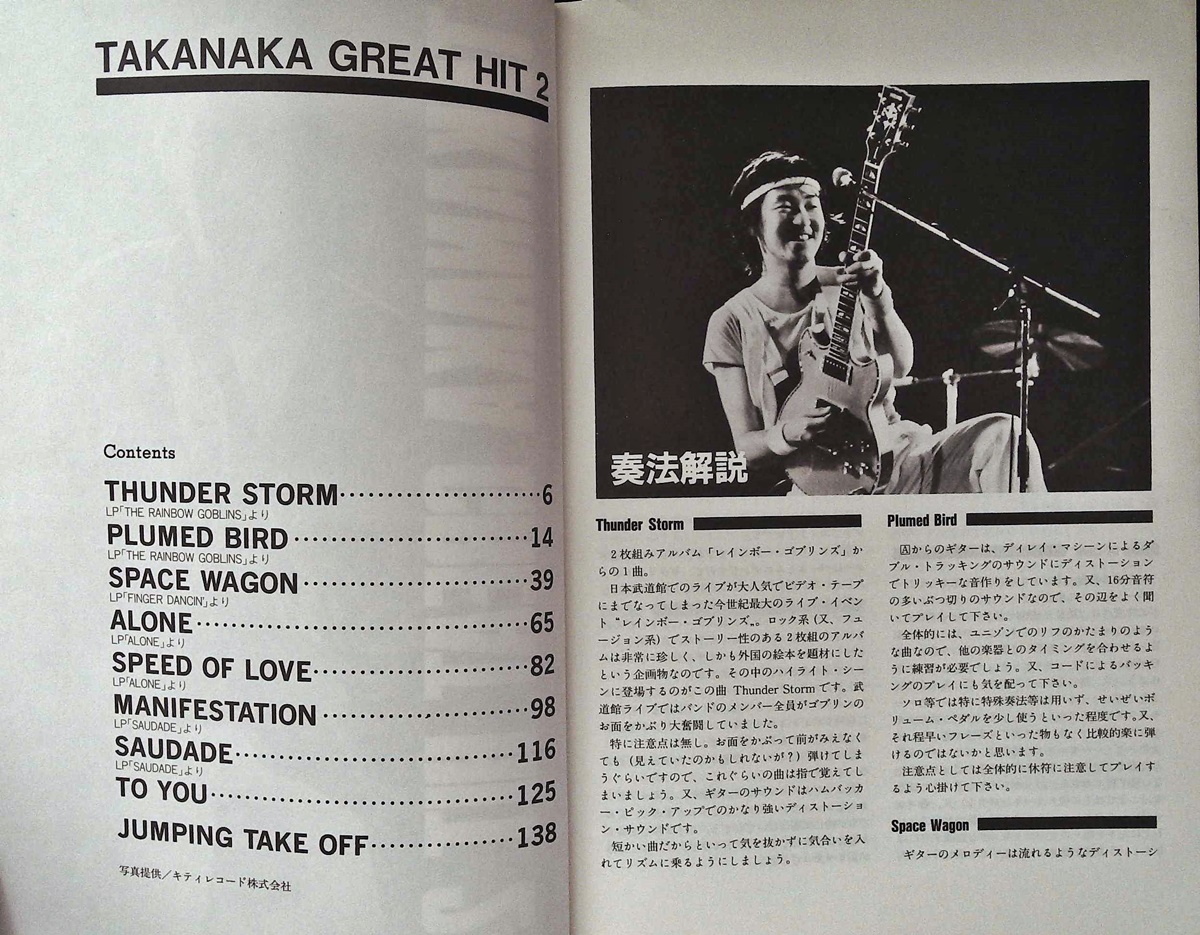 TAKANAKA GREAT HIT 2
Contents
THUNDER STORM 6
LP「THE RAINBOW GOBLINS」より
PLUMED BIRD 14
LP「THE RAINBOW GOBLINS」より
SPACE WAGON 39
LP「FINGER DANCIN'」より
ALONE 65
LP「ALONE」より
SPEED OF LOVE 82
LP「ALONE」より
MANIFESTATION 98
LP「SAUDADE」より
SAUDADE 116
LP「SAUDADE」より
TO YOU 125
JUMPING TAKE OFF 138
写真提供／キティレコード株式会社
奏法解説
Thunder Storm
2枚組みアルバム「レインボー・ゴブリンズ」か
らの1曲。
日本武道館でのライブが大人気でビデオ・テープ
にまでなってしまった今世紀最大のライブ・イベン
ト“レインボー・ゴブリンズ„。ロック系（又、フュ
ージョン系）でストーリー性のある2枚組のアルバ
ムは非常に珍しく、しかも外国の絵本を題材にした
という企画物なのです。その中のハイライト・シー
ンに登場するのがこの曲 Thunder Storm です。武
道館ライブではバンドのメンバー全員がゴブリンの
お面をかぶり大奮闘していました。
特に注意点は無し。お面をかぶって前がみえなく
ても（見えていたのかもしれないが？）弾けてしま
うぐらいですので、これぐらいの曲は指で覚えてし
まいましょう。又、ギターのサウンドはハムバッカ
ー・ピック・アップでのかなり強いディストーショ
ン・サウンドです。
短かい曲だからといって気を抜かずに気合いを入
れてリズムに乗るようにしましょう。
Plumed Bird
Aからのギターは、ディレイ・マシーンによるダ
ブル・トラッキングのサウンドにディストーション
でトリッキーな音作りをしています。又、16分音符
の多いぶつ切りのサウンドなので、その辺をよく聞
いてプレイして下さい。
全体的には、ユニゾンでのリフのかたまりのよう
な曲なので、他の楽器とのタイミングを合わせるよ
うに練習が必要でしょう。又、コードによるバッキ
ングのプレイにも気を配って下さい。
ソロ等では特に特殊奏法等は用いず、せいぜいボ
リューム・ペダルを少し使うといった程度です。又、
それ程早いフレーズといった物もなく比較的楽に弾
けるのではないかと思います。
注意点としては全体的に休符に注意してプレイす
るよう心掛けて下さい。
Space Wagon
ギターのメロディーは流れるようなディストーシ